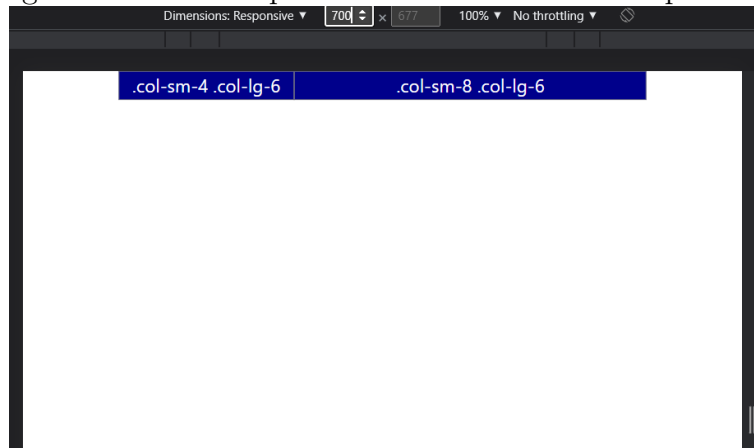 Dimensions: Responsive ▼ 700 × 677 100% ▼ No throttling ▼
.col-sm-4 .col-lg-6 .col-sm-8 .col-lg-6